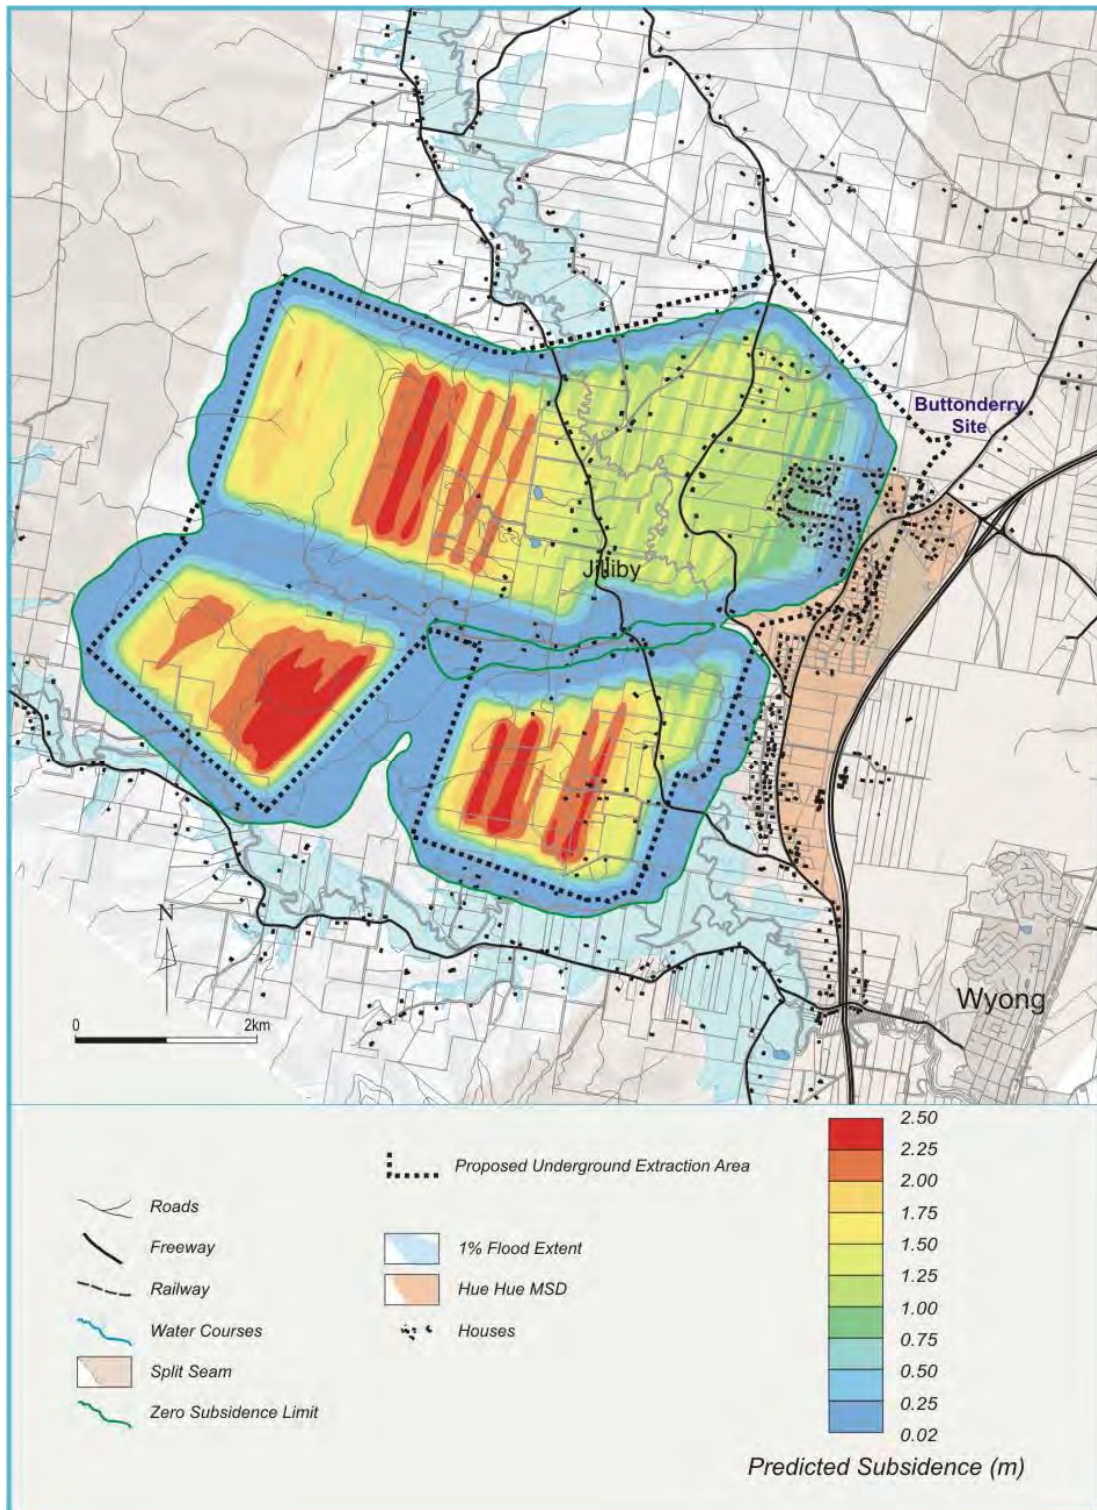 Buttonderry
Site
Jilliby
N
0 2km
Wyong
Roads
Freeway
Railway
Water Courses
Split Seam
Zero Subsidence Limit
Proposed Underground Extraction Area
1% Flood Extent
Hue Hue MSD
Houses
2.50
2.25
2.00
1.75
1.50
1.25
1.00
0.75
0.50
0.25
0.02
Predicted Subsidence (m)